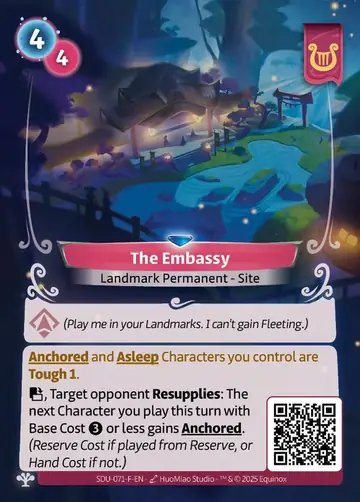 4
4
The Embassy
Landmark Permanent - Site
(Play me in your Landmarks. I can't gain Fleeting.)
Anchored and Asleep Characters you control are
Tough 1.
, Target opponent Resupplies: The
next Character you play this turn with
Base Cost 3 or less gains Anchored.
(Reserve Cost if played from Reserve, or
Hand Cost if not.)
SDU-071-F-EN - HuoMiao Studio - ™ & © 2025 Equinox